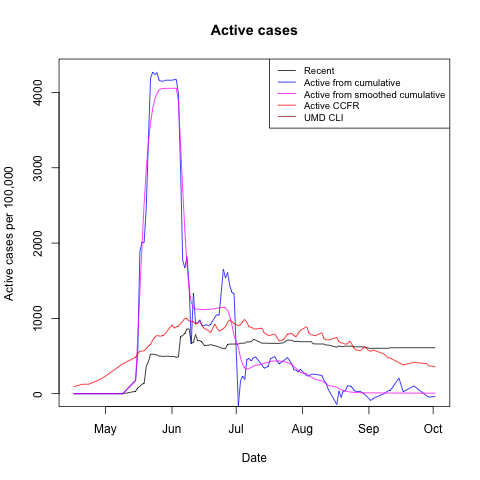 Active cases
Recent
Active from cumulative
Active from smoothed cumulative
Active CCFR
UMD CLI
Active cases per 100,000
4000
3000
2000
1000
0
May Jun Jul Aug Sep Oct
Date